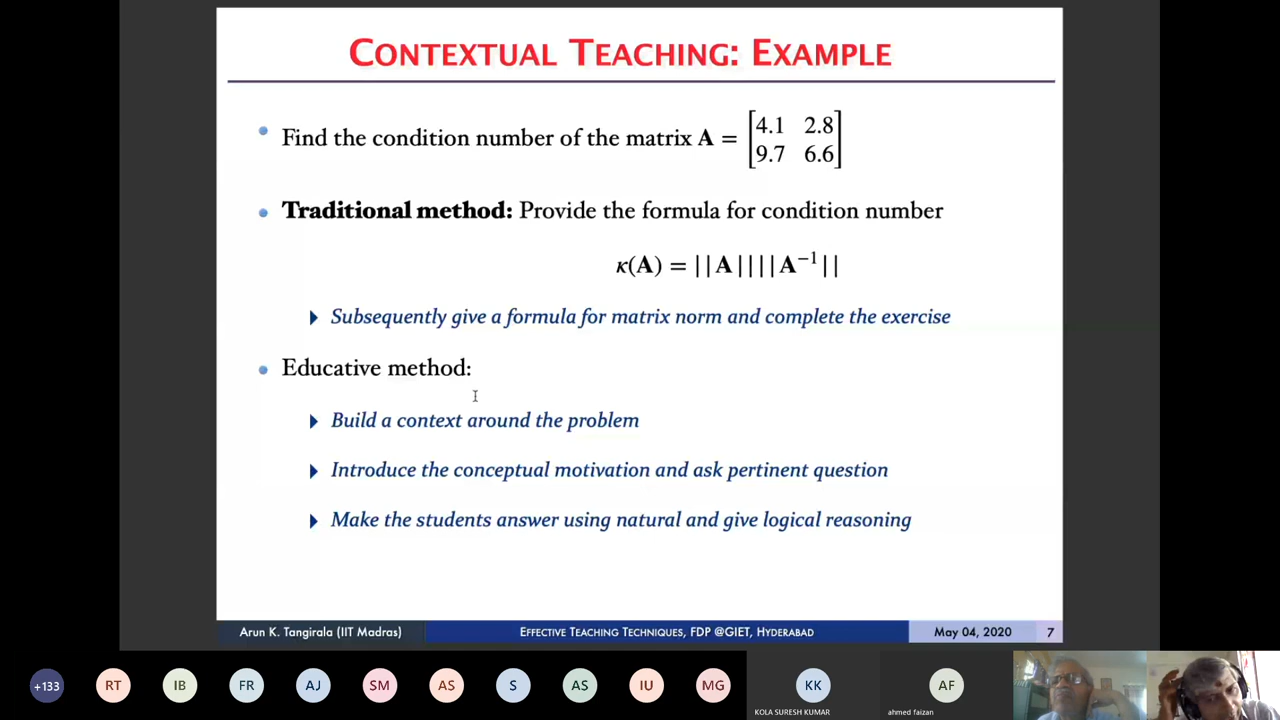 CONTEXTUAL TEACHING: EXAMPLE
Find the condition number of the matrix A = [4.1 2.8
9.7 6.6]
Traditional method: Provide the formula for condition number
κ(A) = ||A||||A⁻¹||
Subsequently give a formula for matrix norm and complete the exercise
Educative method:
Build a context around the problem
Introduce the conceptual motivation and ask pertinent question
Make the students answer using natural and give logical reasoning
Arun K. Tangirala (IIT Madras) EFFECTIVE TEACHING TECHNIQUES, FDP @GIET, HYDERABAD May 04, 2020 7
+133 RT IB FR AJ SM AS S AS IU MG KK AF
KOLA SURESH KUMAR ahmed faizan